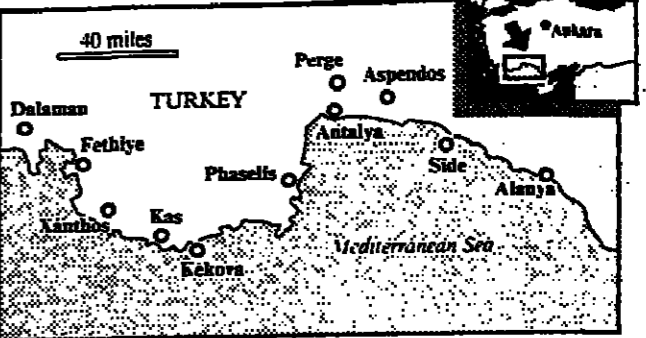 40 miles
Ankara
Perge
Aspendos
TURKEY
Dalaman
Antalya
Fethiye
Side
Phaselis
Alanya
Xanthos
Kas
Mediterranean Sea
Kekova